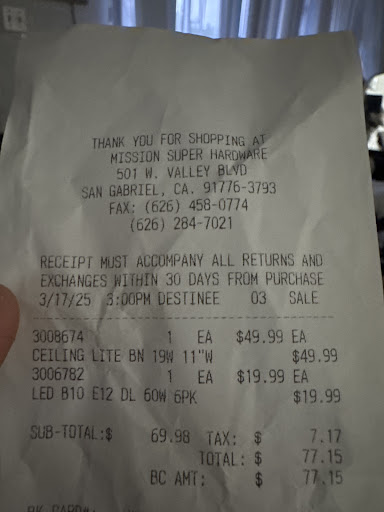 THANK YOU FOR SHOPPING AT
MISSION SUPER HARDWARE
501 W. VALLEY BLVD
SAN GABRIEL, CA. 91776-3793
FAX: (626) 458-0774
(626) 284-7021
RECEIPT MUST ACCOMPANY ALL RETURNS AND
EXCHANGES WITHIN 30 DAYS FROM PURCHASE
3/17/25 3:00PM DESTINEE 03 SALE
3008674 1 EA $49.99 EA
CEILING LITE BN 19W 11"W $49.99
3006782 1 EA $19.99 EA
LED B10 E12 DL 60W 6PK $19.99
SUB-TOTAL:$ 69.98 TAX: $ 7.17
TOTAL: $ 77.15
BC AMT: $ 77.15